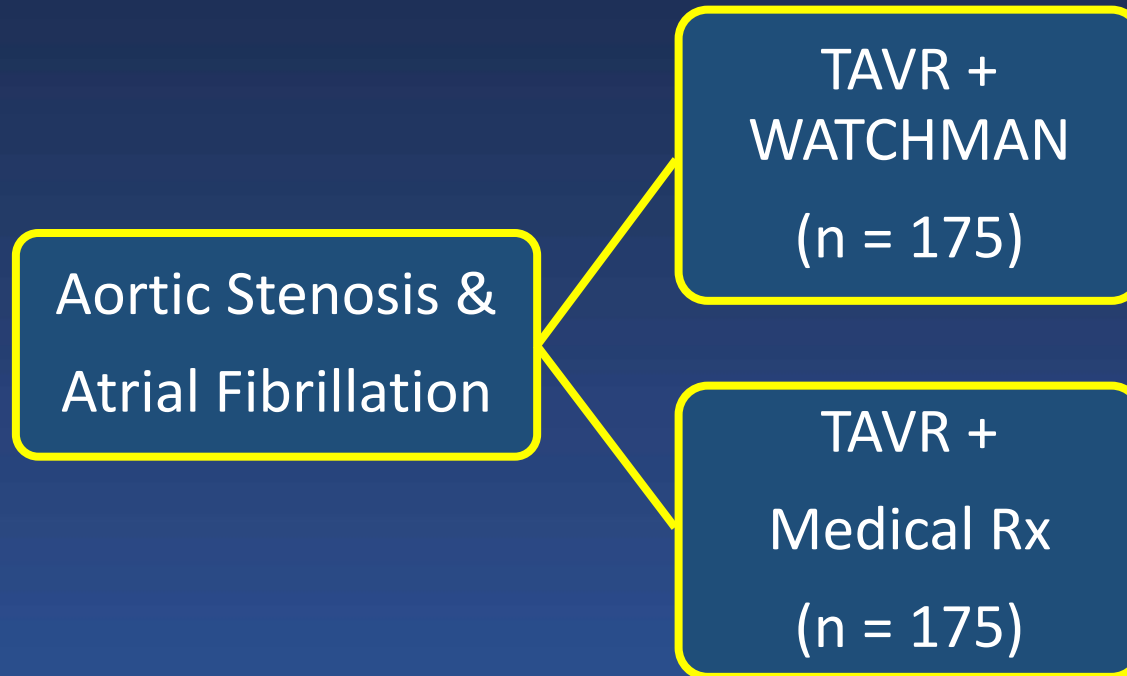 Aortic Stenosis &
Atrial Fibrillation
TAVR +
WATCHMAN
(n = 175)
TAVR +
Medical Rx
(n = 175)